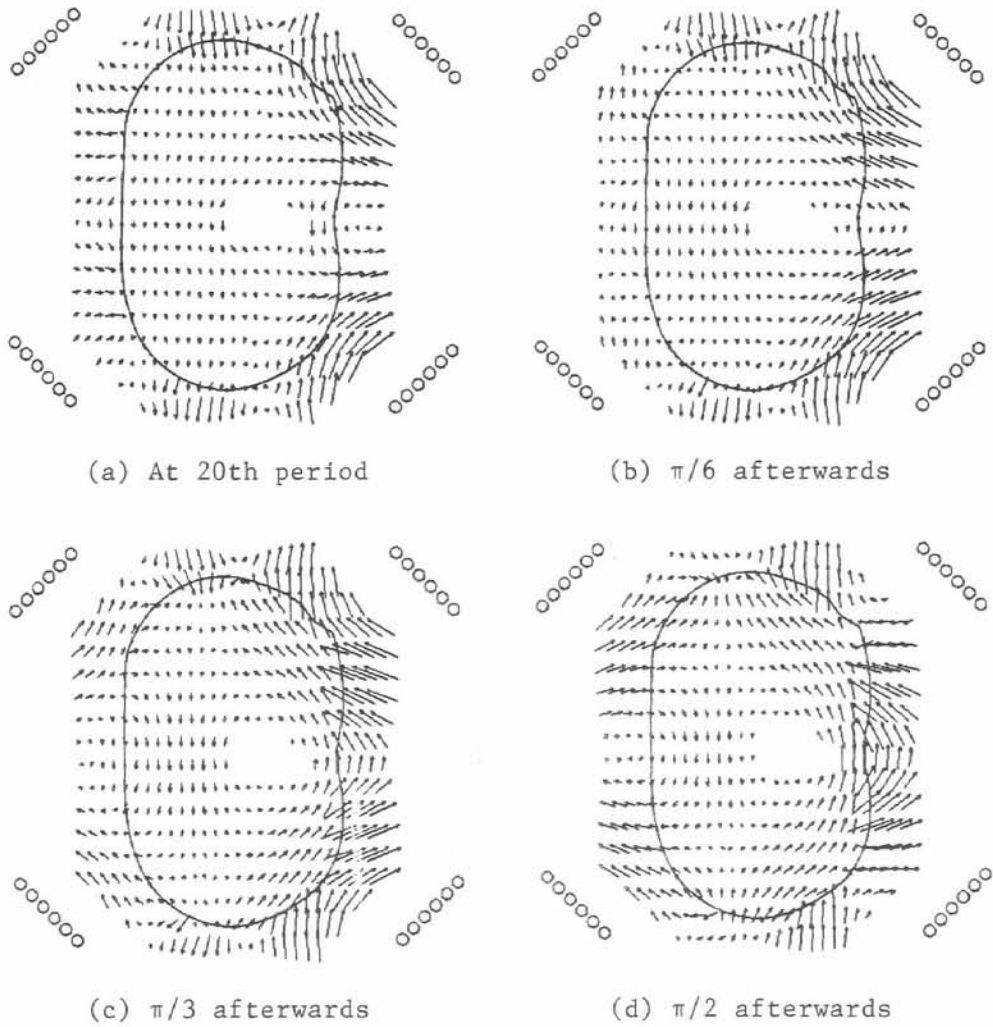 (a) At 20th period
(b) π/6 afterwards
(c) π/3 afterwards
(d) π/2 afterwards